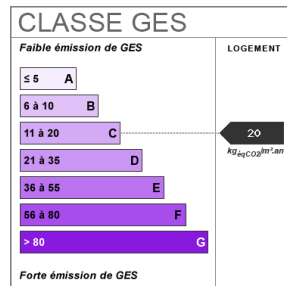 CLASSE GES
Faible émission de GES
LOGEMENT
≤ 5 A
6 à 10 B
11 à 20 C
20
kgéqCO2/m².an
21 à 35 D
36 à 55 E
56 à 80 F
> 80 G
Forte émission de GES